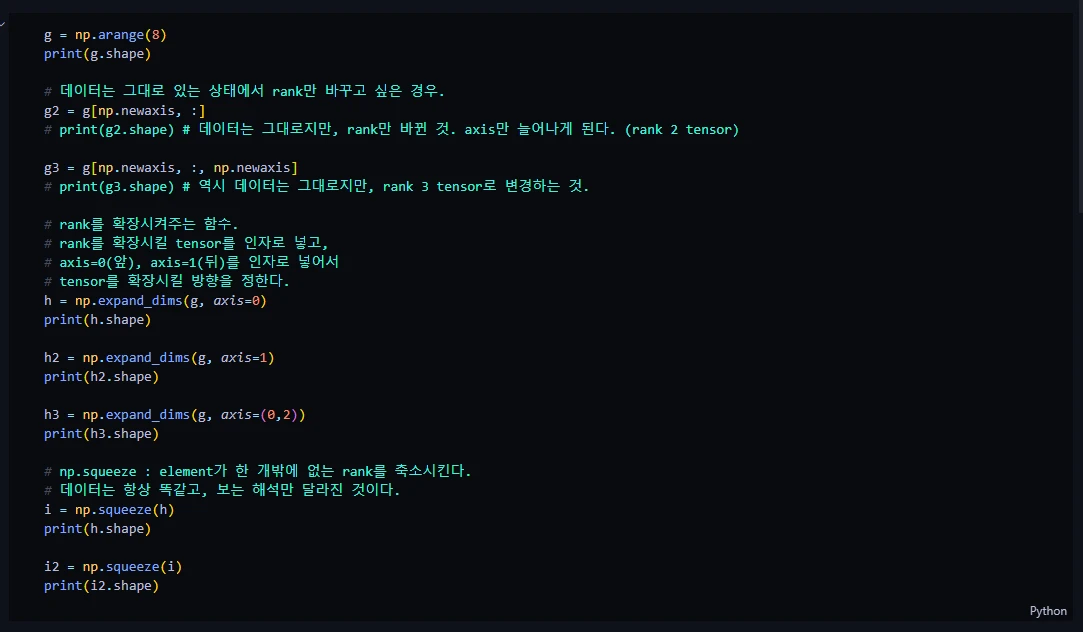 g = np.arange(8)
print(g.shape)
# 데이터는 그대로 있는 상태에서 rank만 바꾸고 싶은 경우.
g2 = g[np.newaxis, :]
# print(g2.shape) # 데이터는 그대로지만, rank만 바뀐 것. axis만 늘어나게 된다. (rank 2 tensor)
g3 = g[np.newaxis, :, np.newaxis]
# print(g3.shape) # 역시 데이터는 그대로지만, rank 3 tensor로 변경하는 것.
# rank를 확장시켜주는 함수.
# rank를 확장시킬 tensor를 인자로 넣고,
# axis=0(앞), axis=1(뒤)를 인자로 넣어서
# tensor를 확장시킬 방향을 정한다.
h = np.expand_dims(g, axis=0)
print(h.shape)
h2 = np.expand_dims(g, axis=1)
print(h2.shape)
h3 = np.expand_dims(g, axis=(0,2))
print(h3.shape)
# np.squeeze : element가 한 개밖에 없는 rank를 축소시킨다.
# 데이터는 항상 똑같고, 보는 해석만 달라진 것이다.
i = np.squeeze(h)
print(h.shape)
i2 = np.squeeze(i)
print(i2.shape)
Python